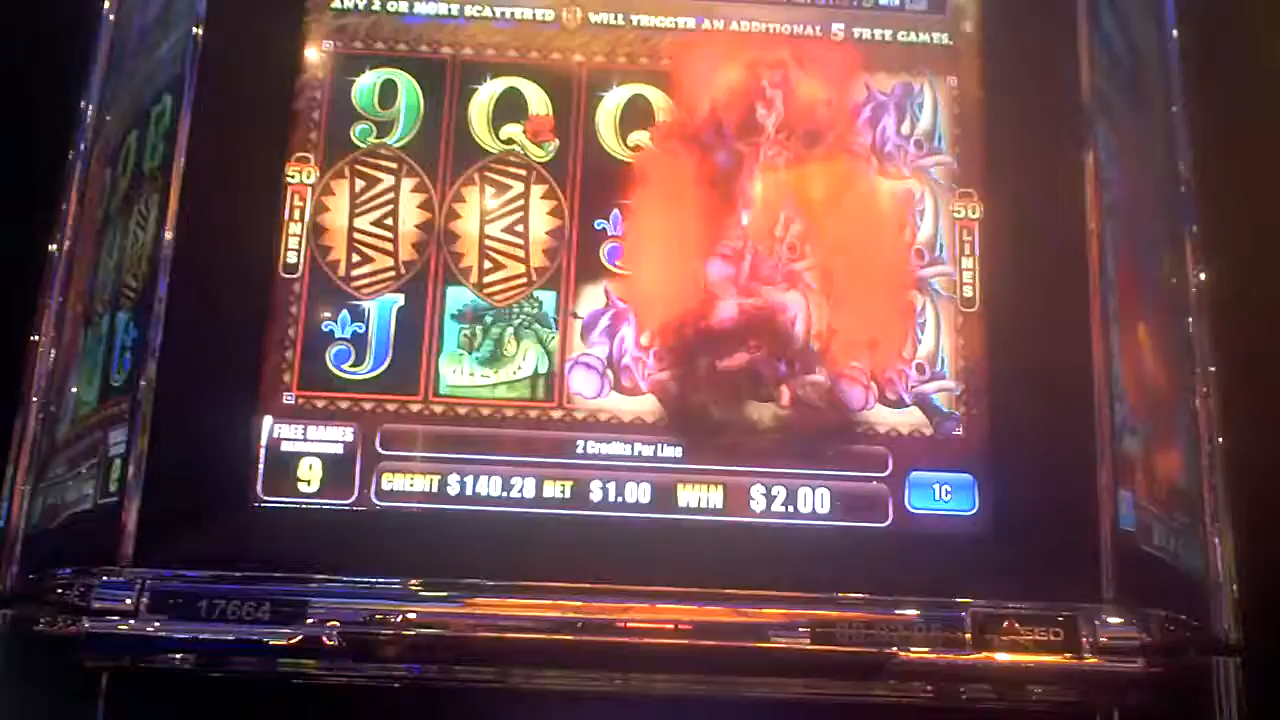 ANY 2 OR MORE SCATTERED WILL TRIGGER AN ADDITIONAL 5 FREE GAMES.
9 Q Q
50 LINES
50 LINES
J
FREE GAMES
REMAINING
9
2 Credits Per Line
CREDIT $140.28 BET $1.00 WIN $2.00
1¢
17664